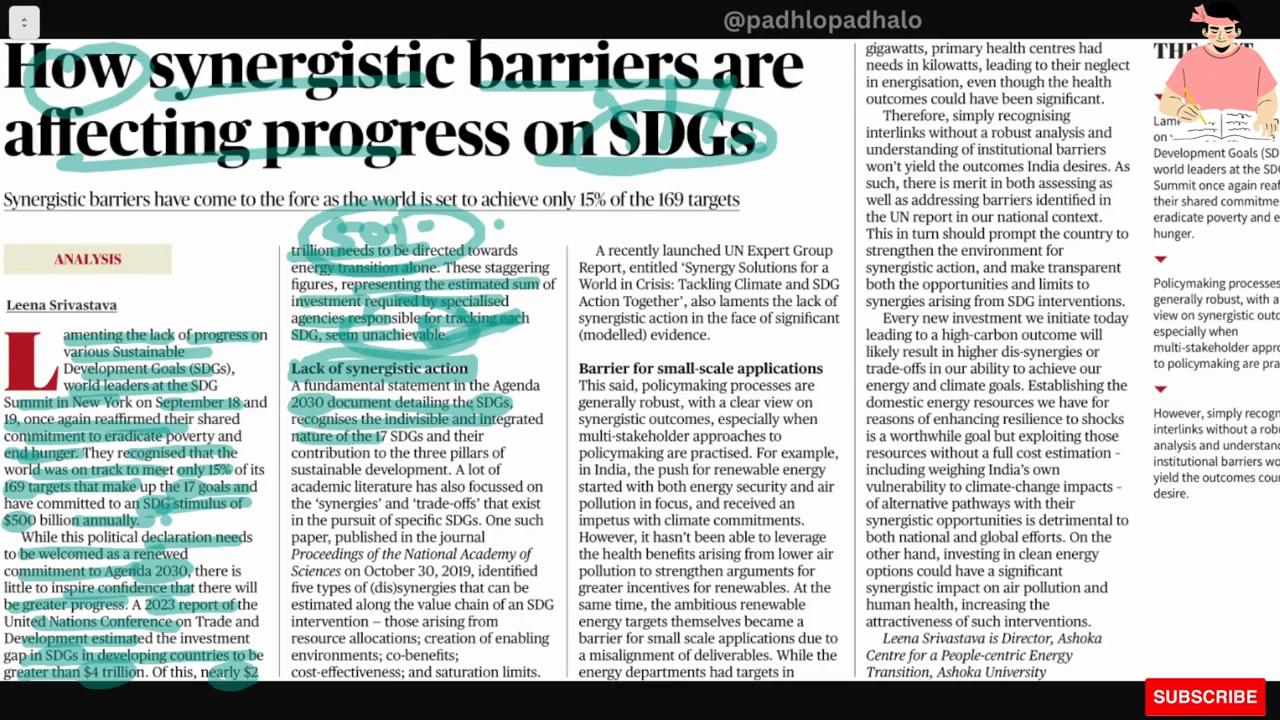 @padhlopadhalo
How synergistic barriers are
affecting progress on SDGs
Synergistic barriers have come to the fore as the world is set to achieve only 15% of the 169 targets
ANALYSIS
Leena Srivastava
Lamenting the lack of progress on
various Sustainable
Development Goals (SDGs),
world leaders at the SDG
Summit in New York on September 18 and
19, once again reaffirmed their shared
commitment to eradicate poverty and
end hunger. They recognised that the
world was on track to meet only 15% of its
169 targets that make up the 17 goals and
have committed to an SDG stimulus of
$500 billion annually.
While this political declaration needs
to be welcomed as a renewed
commitment to Agenda 2030, there is
little to inspire confidence that there will
be greater progress. A 2023 report of the
United Nations Conference on Trade and
Development estimated the investment
gap in SDGs in developing countries to be
greater than $4 trillion. Of this, nearly $2
trillion needs to be directed towards
energy transition alone. These staggering
figures, representing the estimated sum of
investment required by specialised
agencies responsible for tracking each
SDG, seem unachievable.
Lack of synergistic action
A fundamental statement in the Agenda
2030 document detailing the SDGs,
recognises the indivisible and integrated
nature of the 17 SDGs and their
contribution to the three pillars of
sustainable development. A lot of
academic literature has also focussed on
the ‘synergies’ and ‘trade-offs’ that exist
in the pursuit of specific SDGs. One such
paper, published in the journal
Proceedings of the National Academy of
Sciences on October 30, 2019, identified
five types of (dis)synergies that can be
estimated along the value chain of an SDG
intervention — those arising from
resource allocations; creation of enabling
environments; co-benefits;
cost-effectiveness; and saturation limits.
A recently launched UN Expert Group
Report, entitled ‘Synergy Solutions for a
World in Crisis: Tackling Climate and SDG
Action Together’, also laments the lack of
synergistic action in the face of significant
(modelled) evidence.
Barrier for small-scale applications
This said, policymaking processes are
generally robust, with a clear view on
synergistic outcomes, especially when
multi-stakeholder approaches to
policymaking are practised. For example,
in India, the push for renewable energy
started with both energy security and air
pollution in focus, and received an
impetus with climate commitments.
However, it hasn’t been able to leverage
the health benefits arising from lower air
pollution to strengthen arguments for
greater incentives for renewables. At the
same time, the ambitious renewable
energy targets themselves became a
barrier for small scale applications due to
a misalignment of deliverables. While the
energy departments had targets in
gigawatts, primary health centres had
needs in kilowatts, leading to their neglect
in energisation, even though the health
outcomes could have been significant.
Therefore, simply recognising
interlinks without a robust analysis and
understanding of institutional barriers
won’t yield the outcomes India desires. As
such, there is merit in both assessing as
well as addressing barriers identified in
the UN report in our national context.
This in turn should prompt the country to
strengthen the environment for
synergistic action, and make transparent
both the opportunities and limits to
synergies arising from SDG interventions.
Every new investment we initiate today
leading to a high-carbon outcome will
likely result in higher dis-synergies or
trade-offs in our ability to achieve our
energy and climate goals. Establishing the
domestic energy resources we have for
reasons of enhancing resilience to shocks
is a worthwhile goal but exploiting those
resources without a full cost estimation –
including weighing India’s own
vulnerability to climate-change impacts –
of alternative pathways with their
synergistic opportunities is detrimental to
both national and global efforts. On the
other hand, investing in clean energy
options could have a significant
synergistic impact on air pollution and
human health, increasing the
attractiveness of such interventions.
Leena Srivastava is Director, Ashoka
Centre for a People-centric Energy
Transition, Ashoka University
on
Development Goals (SD
world leaders at the SDG
Summit once again reaf
their shared
commitment to
eradicate poverty and
hunger.
Policymaking processes
generally robust, with a
view on synergistic outc
especially when
multi-stakeholder appro
to policymaking are pra
However, simply recogn
interlinks without a rob
analysis and understand
institutional barriers wo
yield the outcomes cou
desire.
SUBSCRIBE